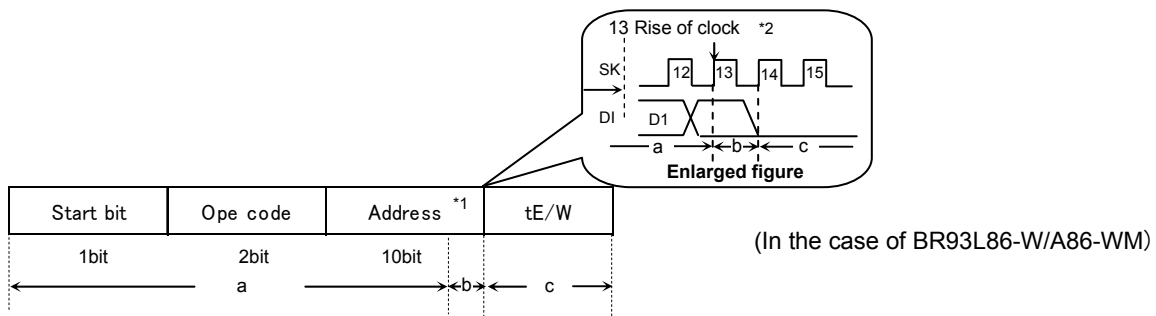 13 Rise of clock *2
SK
12 13 14 15
DI D1
a b c
Enlarged figure
Start bit Ope code Address *1 tE/W
1bit 2bit 10bit
a b c
(In the case of BR93L86-W/A86-WM)